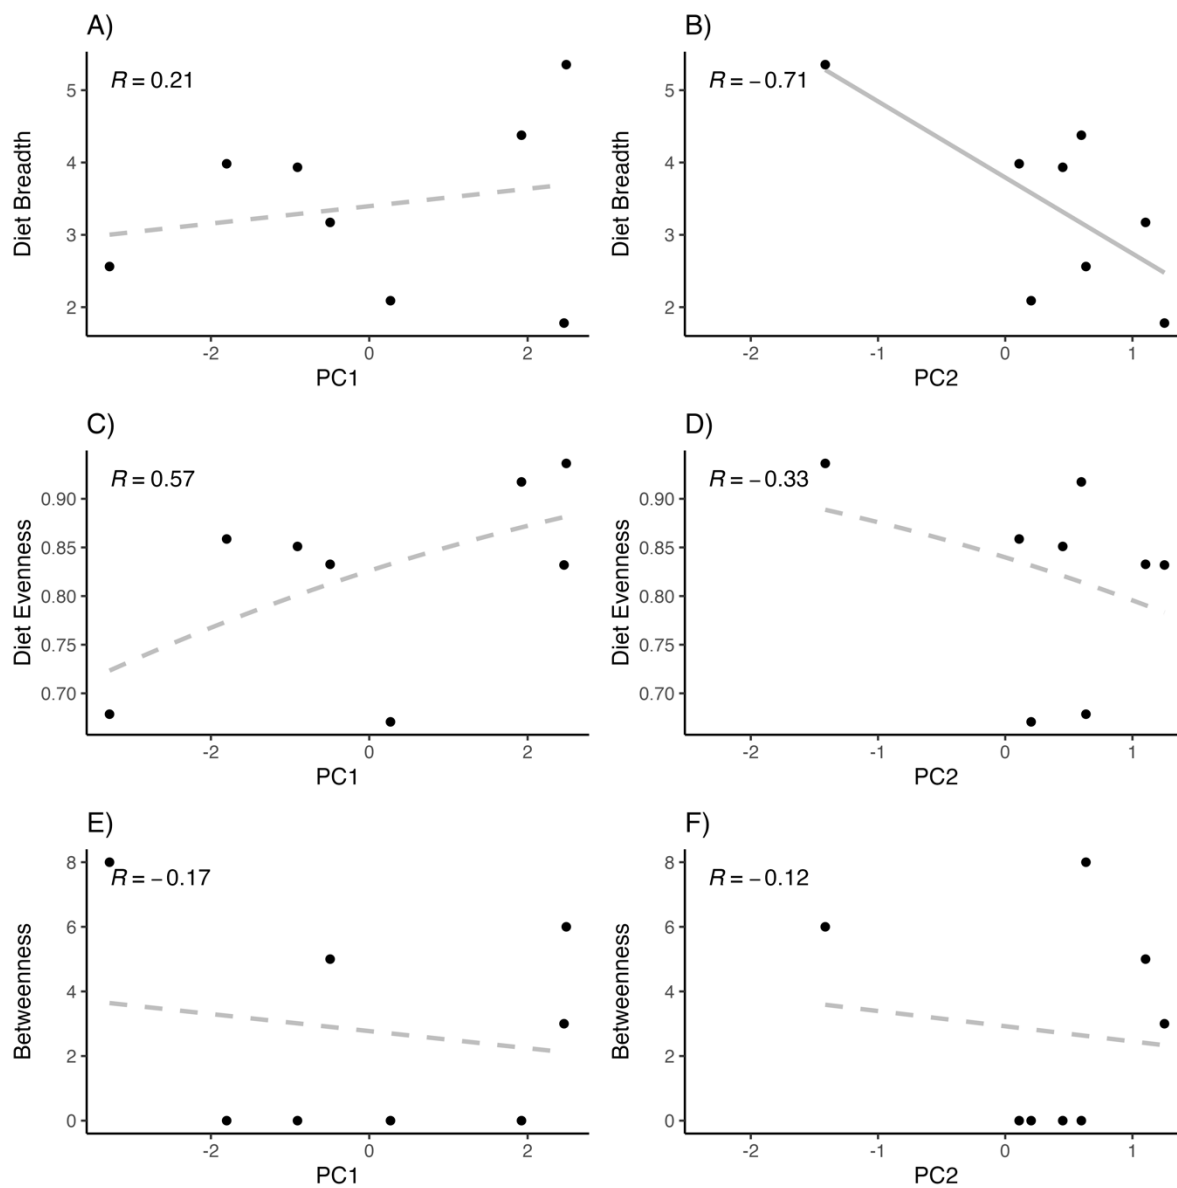 A)
R = 0.21
Diet Breadth
5
4
3
2
-2 0 2
PC1
B)
R = −0.71
Diet Breadth
5
4
3
2
-2 -1 0 1
PC2
C)
R = 0.57
Diet Evenness
0.90
0.85
0.80
0.75
0.70
-2 0 2
PC1
D)
R = −0.33
Diet Evenness
0.90
0.85
0.80
0.75
0.70
-2 -1 0 1
PC2
E)
R = −0.17
Betweenness
8
6
4
2
0
-2 0 2
PC1
F)
R = −0.12
Betweenness
8
6
4
2
0
-2 -1 0 1
PC2